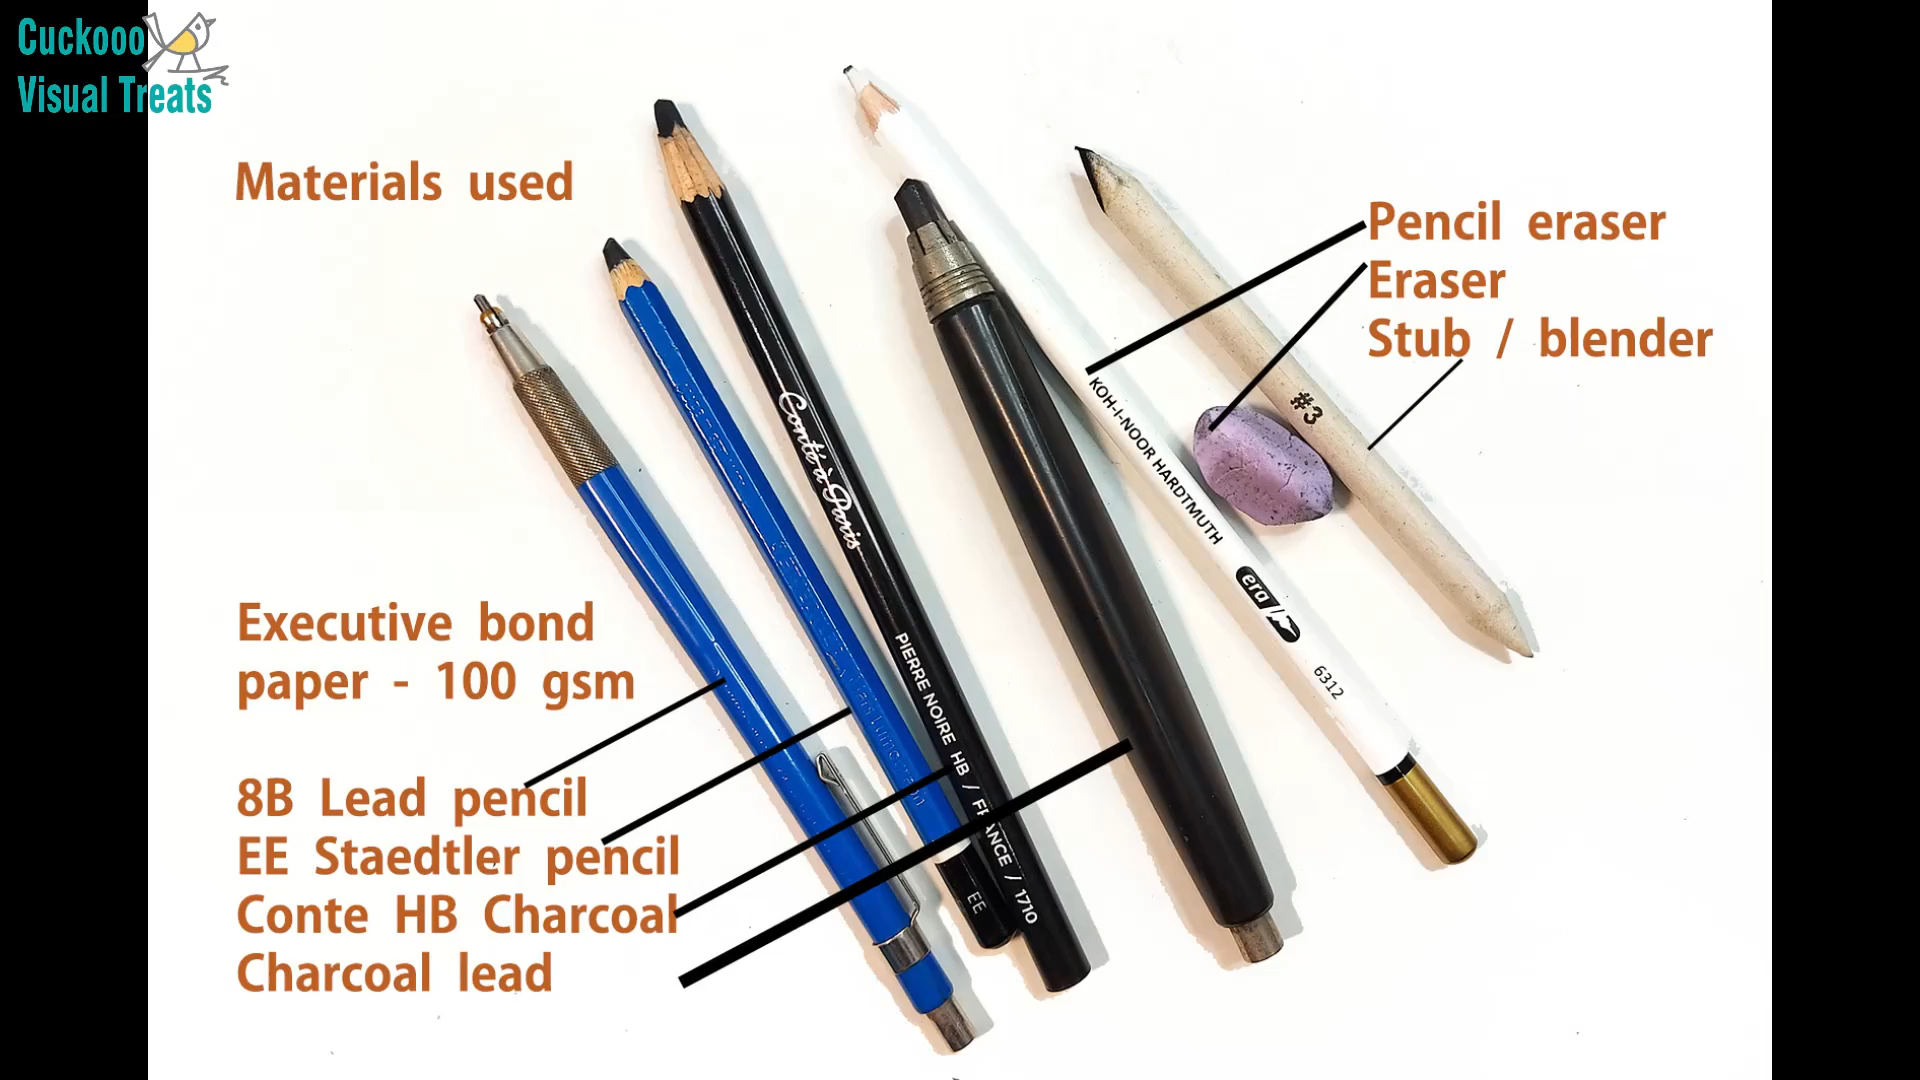 Cuckooo
Visual Treats
Materials used
Pencil eraser
Eraser
Stub / blender
Executive bond
paper - 100 gsm
8B Lead pencil
EE Staedtler pencil
Conte HB Charcoal
Charcoal lead
Conté à Paris
PIERRE NOIRE HB / FRANCE / 1710
EE
KOH-I-NOOR HARDTMUTH
era
6312
#3